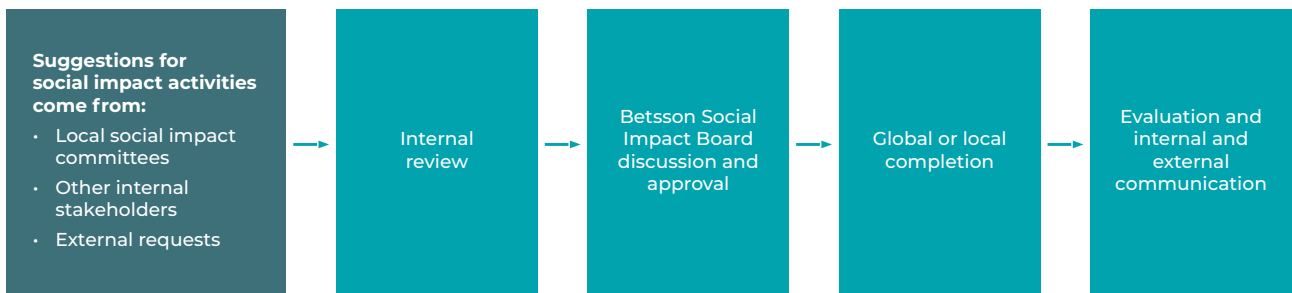 Suggestions for
social impact activities
come from:
• Local social impact
committees
• Other internal
stakeholders
• External requests
Internal
review
Betsson Social
Impact Board
discussion and
approval
Global or local
completion
Evaluation and
internal and
external
communication